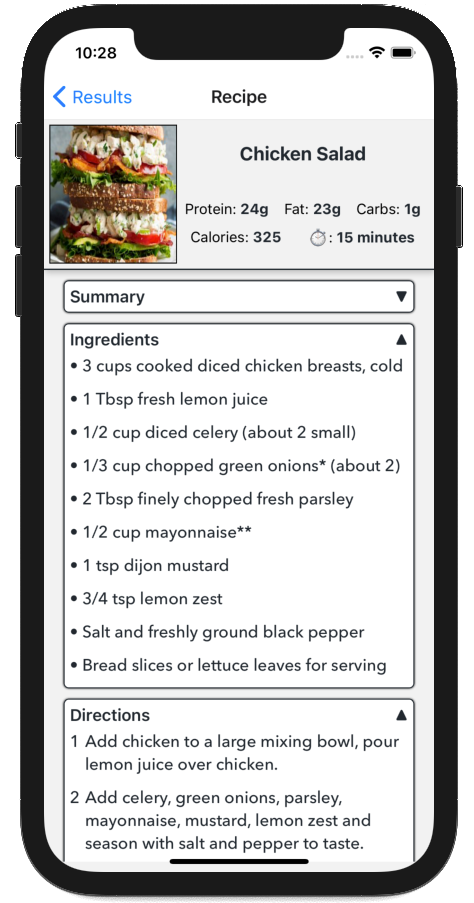 10:28
Results
Recipe
Chicken Salad
Protein: 24g Fat: 23g Carbs: 1g
Calories: 325 : 15 minutes
Summary ▼
Ingredients ▲
• 3 cups cooked diced chicken breasts, cold
• 1 Tbsp fresh lemon juice
• 1/2 cup diced celery (about 2 small)
• 1/3 cup chopped green onions* (about 2)
• 2 Tbsp finely chopped fresh parsley
• 1/2 cup mayonnaise**
• 1 tsp dijon mustard
• 3/4 tsp lemon zest
• Salt and freshly ground black pepper
• Bread slices or lettuce leaves for serving
Directions ▲
1 Add chicken to a large mixing bowl, pour
lemon juice over chicken.
2 Add celery, green onions, parsley,
mayonnaise, mustard, lemon zest and
season with salt and pepper to taste.